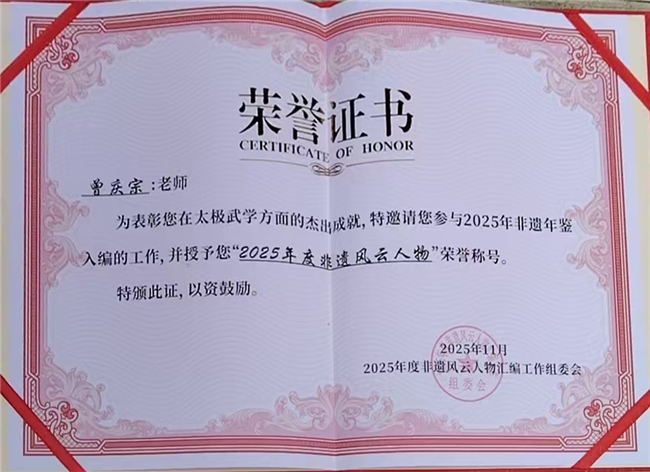 荣誉证书
CERTIFICATE OF HONOR
曾庆宗:老师
为表彰您在太极武学方面的杰出成就,特邀请您参与2025年非遗年鉴
入编的工作,并授予您“2025年度非遗风云人物”荣誉称号。
特颁此证,以资鼓励。
2025年11月
2025年度非遗风云人物汇编工作组委会
组委会